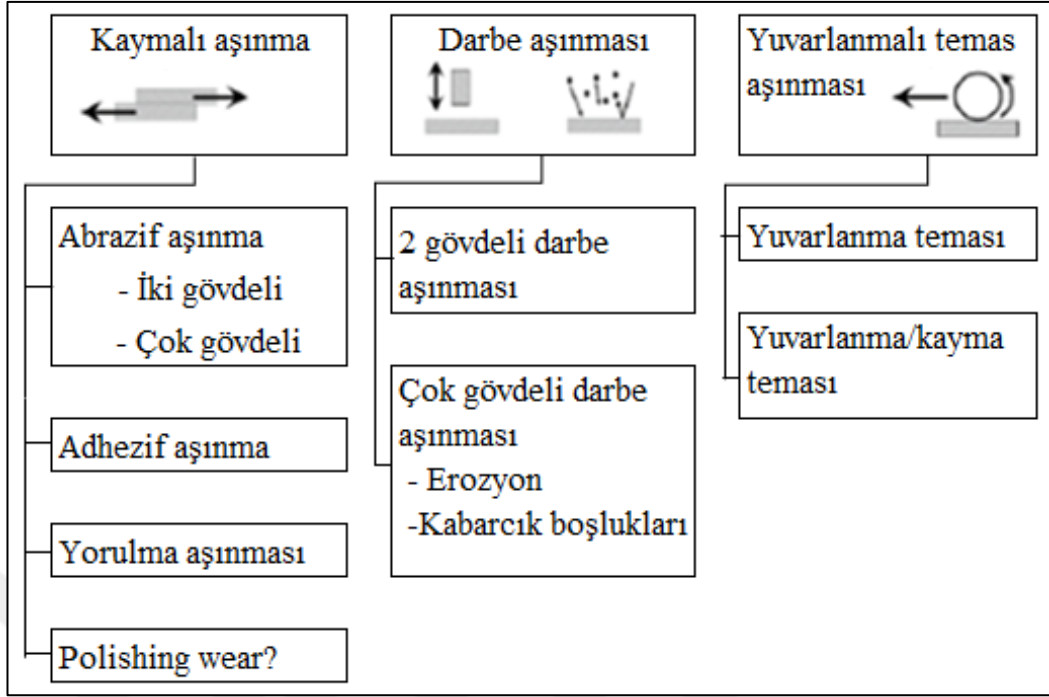 Kaymalı aşınma
Abrazif aşınma
- İki gövdeli
- Çok gövdeli
Adhezif aşınma
Yorulma aşınması
Polishing wear?
Darbe aşınması
2 gövdeli darbe
aşınması
Çok gövdeli darbe
aşınması
- Erozyon
-Kabarcık boşlukları
Yuvarlanmalı temas
aşınması
Yuvarlanma teması
Yuvarlanma/kayma
teması